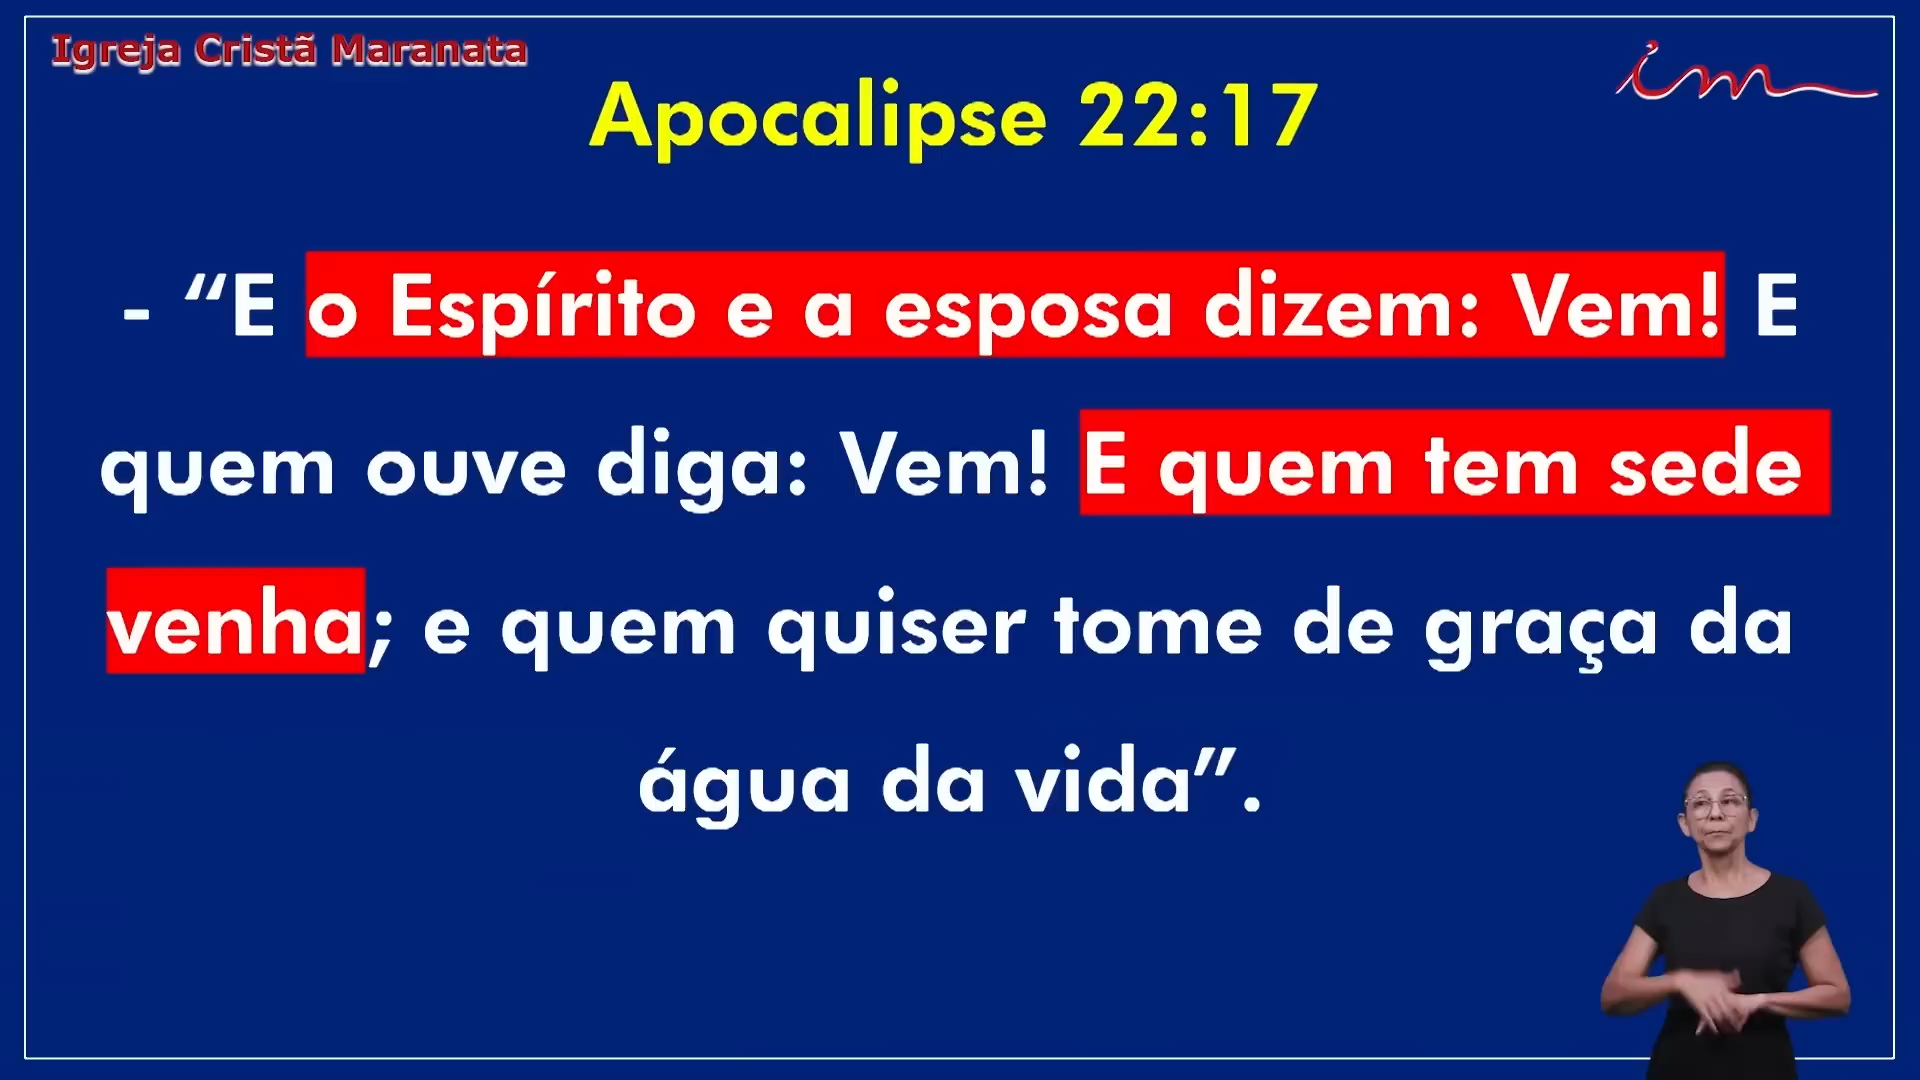 Igreja Cristã Maranata
im
Apocalipse 22:17
- “E o Espírito e a esposa dizem: Vem! E
quem ouve diga: Vem! E quem tem sede
venha; e quem quiser tome de graça da
água da vida”.